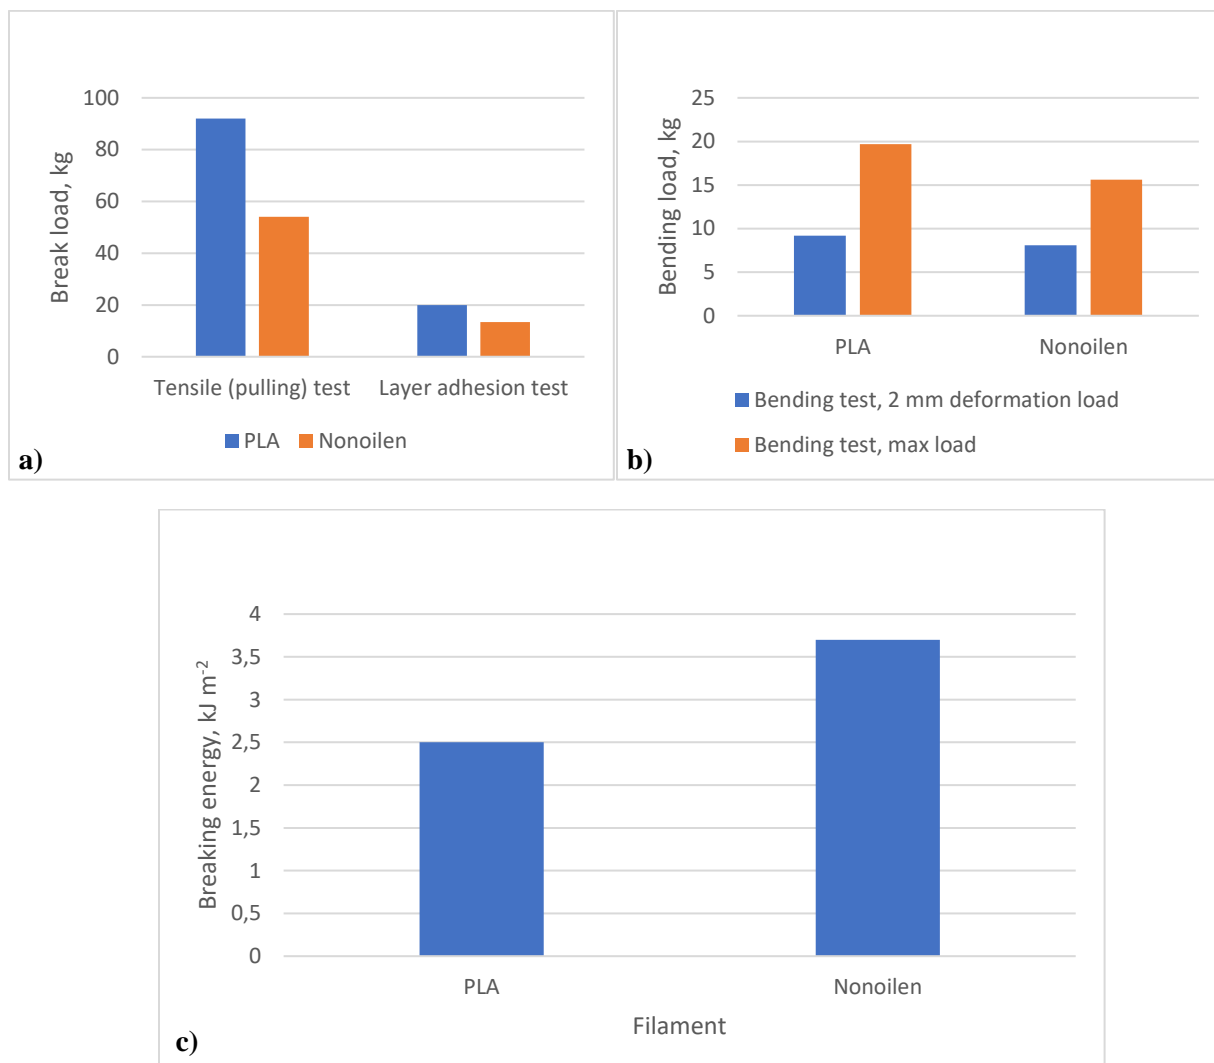 Break load, kg
100
80
60
40
20
0
Tensile (pulling) test Layer adhesion test
PLA Nonoilen
a)
Bending load, kg
25
20
15
10
5
0
PLA Nonoilen
Bending test, 2 mm deformation load
Bending test, max load
b)
Breaking energy, kJ m⁻²
4
3,5
3
2,5
2
1,5
1
0,5
0
PLA Nonoilen
Filament
c)